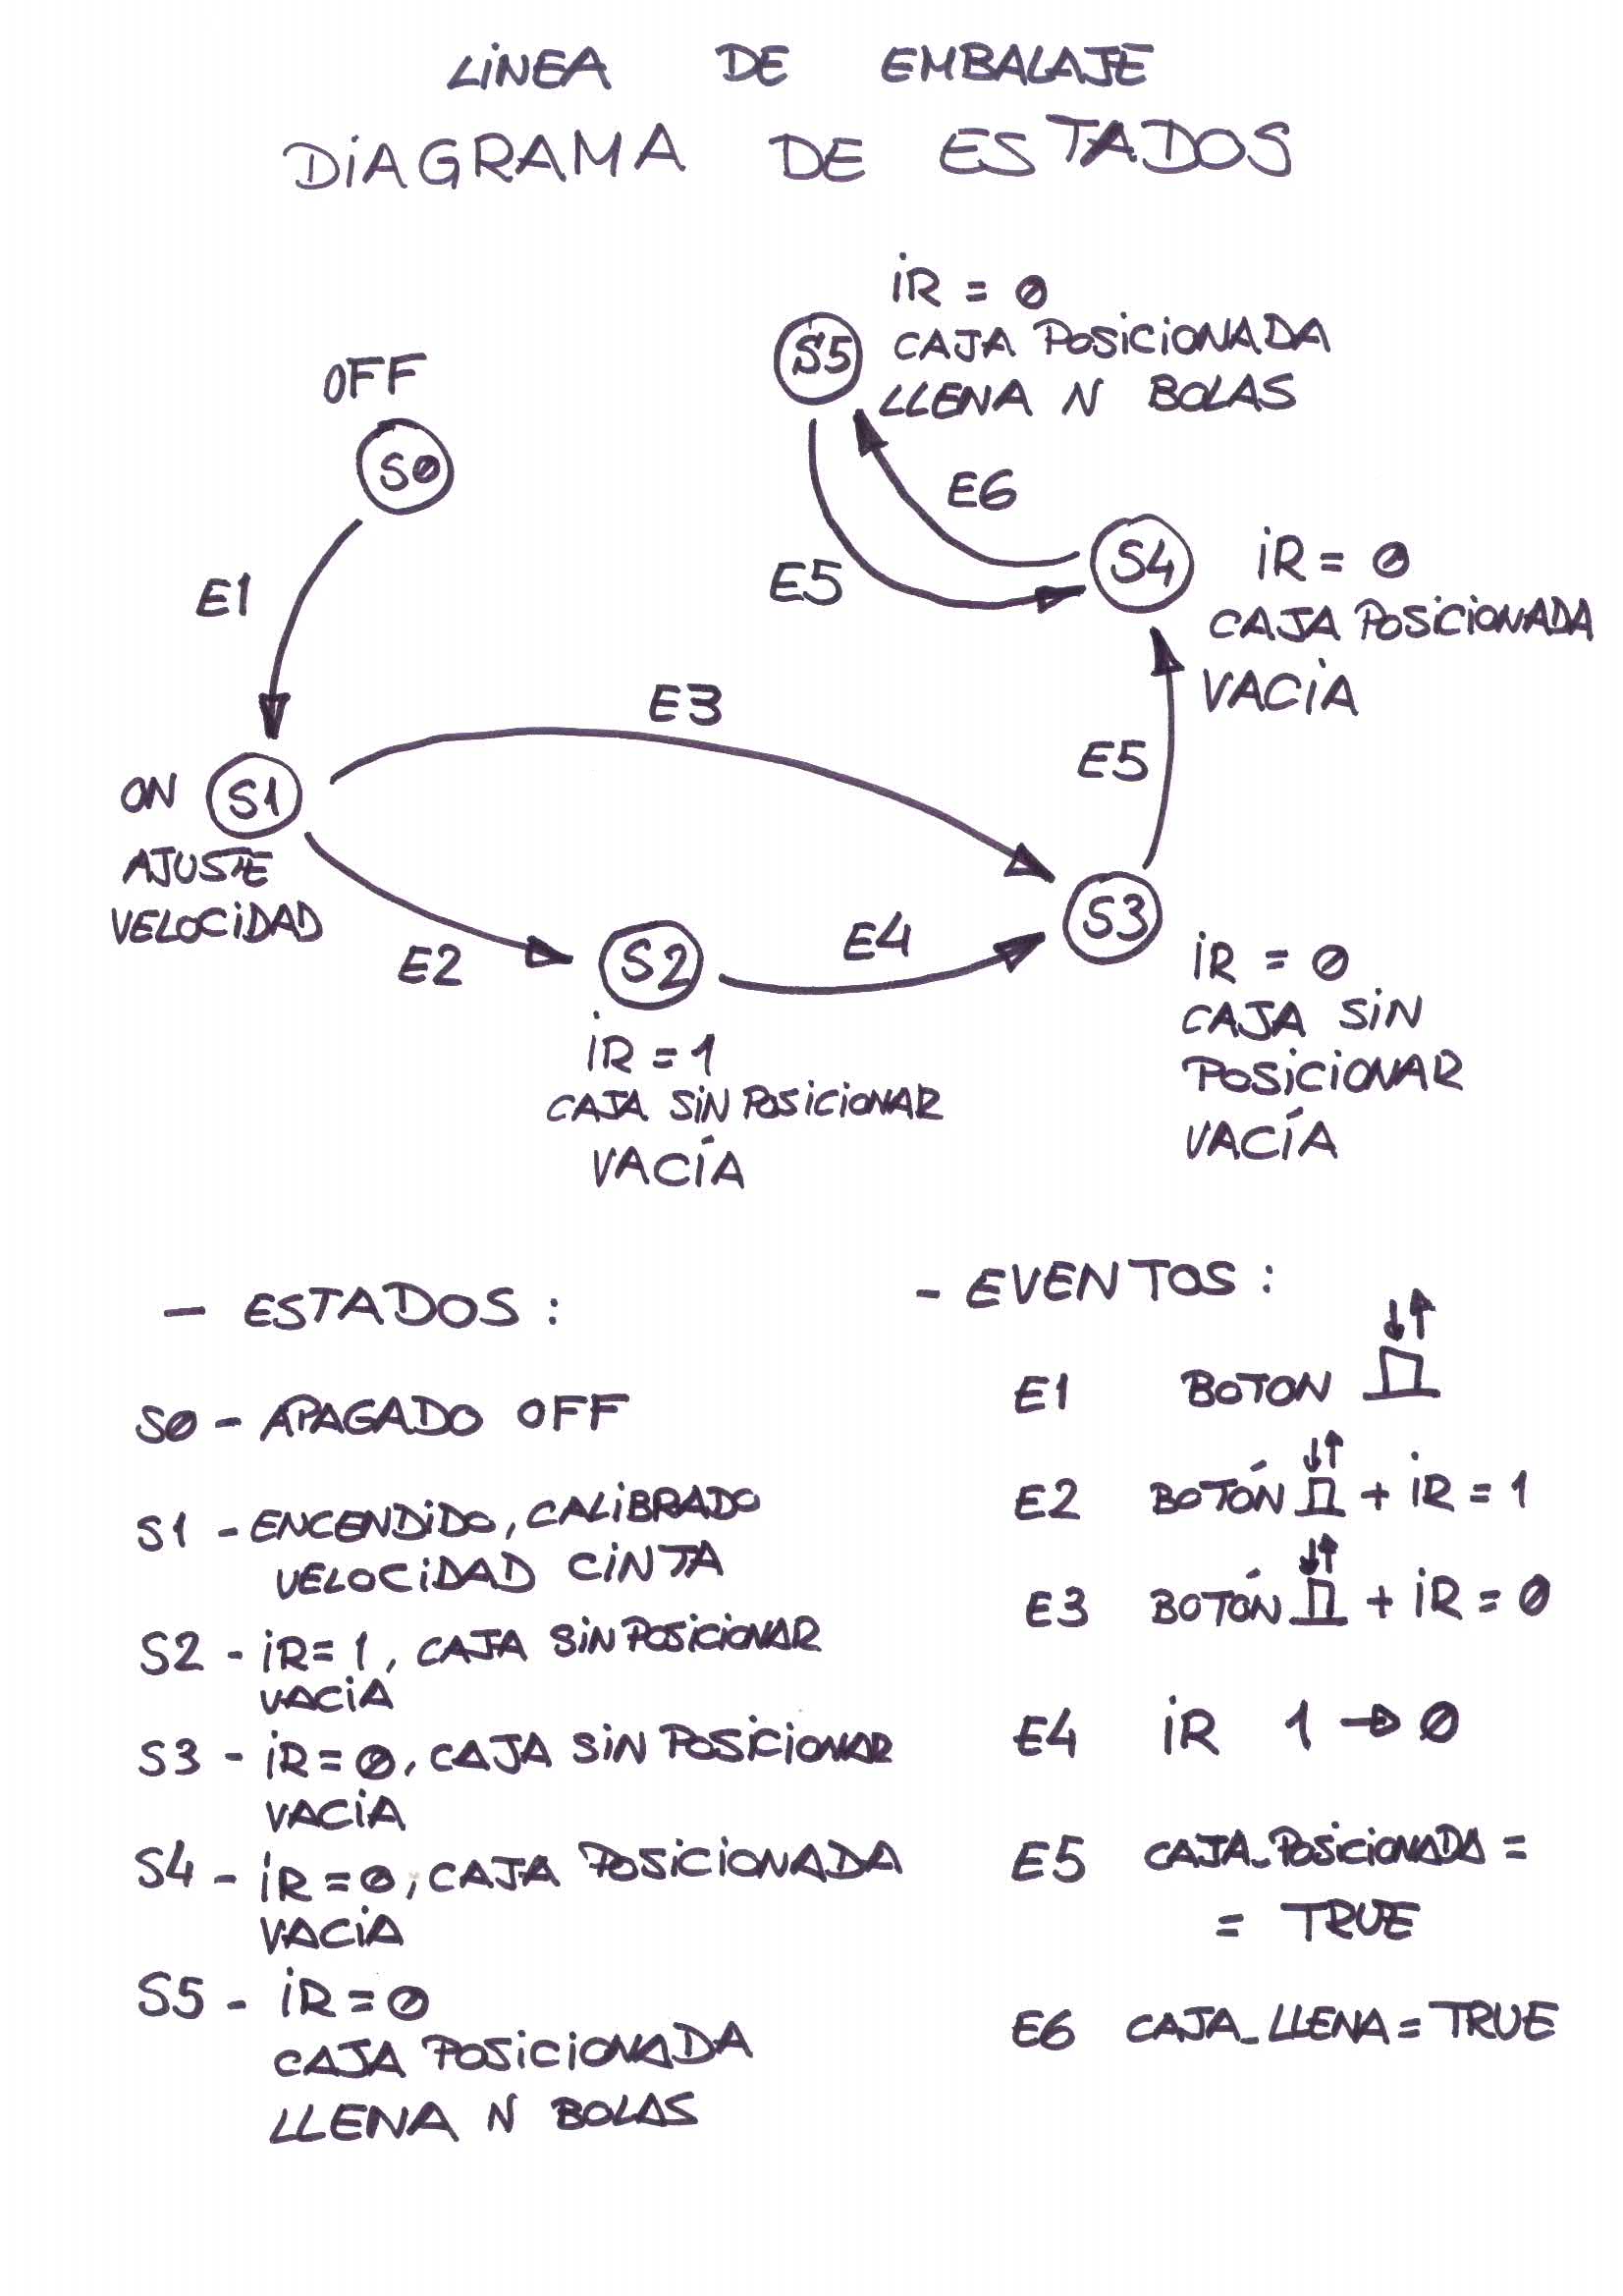 LiNEA DE EMBALAJE
DiAGRAMA DE ESTADOS
iR = 0
CAJA POSiCiONADA
LLENA N BOLAS
S5
OFF
S0
E6
E5
S4
iR = 0
CAJA POSiCiONADA
VACiA
E1
E3
E5
ON S1
AJUSTE
VELOCiDAD
E2
S2
E4
S3
iR = 0
CAJA SiN
POSiCiONAR
VACÍA
iR = 1
CAJA SiN POSiCiONAR
VACÍA
- ESTADOS :
S0 - APAGADO OFF
S1 - ENCENDiDO, CALiBRADO
VELOCiDAD CiNTA
S2 - iR = 1, CAJA SiN POSiCiONAR
VACiA
S3 - iR = 0, CAJA SiN POSiCiONAR
VACiA
S4 - iR = 0, CAJA POSiCiONADA
VACiA
S5 - iR = 0
CAJA POSiCiONADA
LLENA N BOLAS
- EVENTOS :
E1 BOTON
E2 BOTÓN + iR = 1
E3 BOTÓN + iR = 0
E4 iR 1 → 0
E5 CAJA_POSiCiONADA =
= TRUE
E6 CAJA_LLENA = TRUE